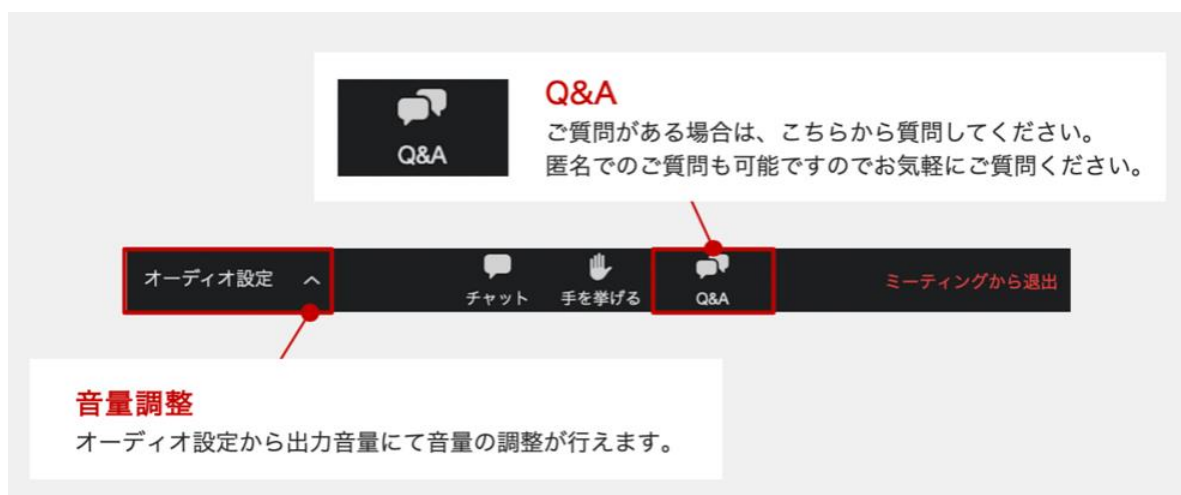 Q&A
Q&A
ご質問がある場合は、こちらから質問してください。
匿名でのご質問も可能ですのでお気軽にご質問ください。
オーディオ設定
チャット
手を挙げる
Q&A
ミーティングから退出
音量調整
オーディオ設定から出力音量にて音量の調整が行えます。